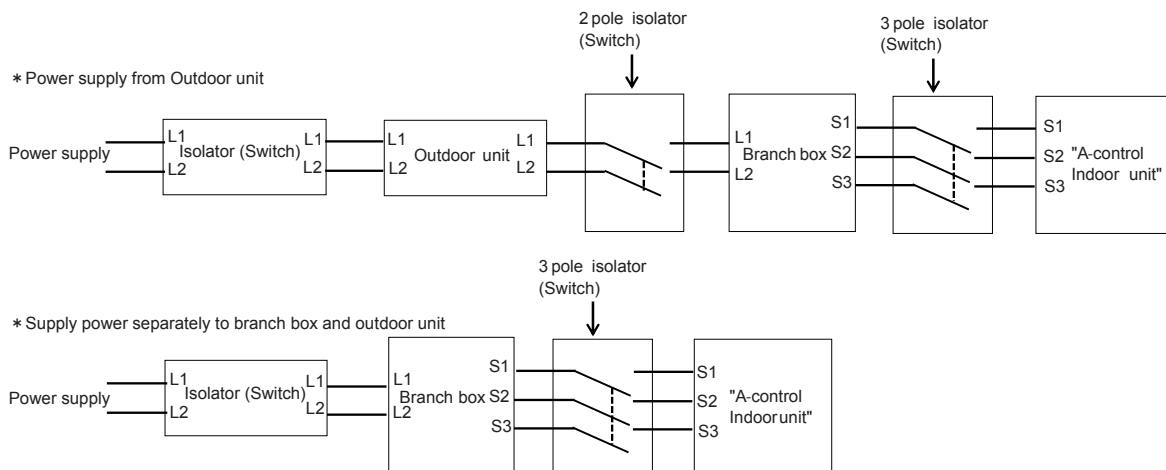 2 pole isolator
(Switch)
3 pole isolator
(Switch)
* Power supply from Outdoor unit
Power supply
L1
L2
Isolator (Switch)
L1
L2
L1
L2
Outdoor unit
L1
L2
L1
L2
Branch box
S1
S2
S3
S1
S2
S3
"A-control
Indoor unit"
3 pole isolator
(Switch)
* Supply power separately to branch box and outdoor unit
Power supply
L1
L2
Isolator (Switch)
L1
L2
L1
L2
Branch box
S1
S2
S3
S1
S2
S3
"A-control
Indoor unit"